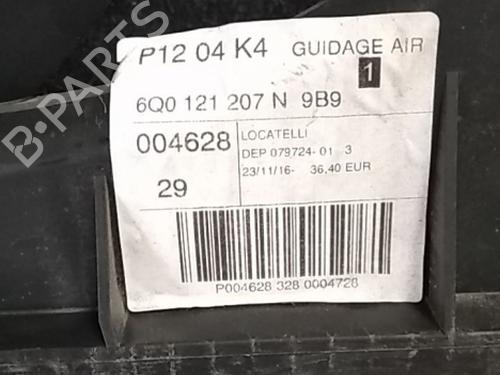 P12 04 K4 GUIDAGE AIR
1
6Q0 121 207 N 9B9
004628
LOCATELLI
DEP 079724-01 3
29
23/11/16- 36,40 EUR
P004628 328 0004728
B-PARTS